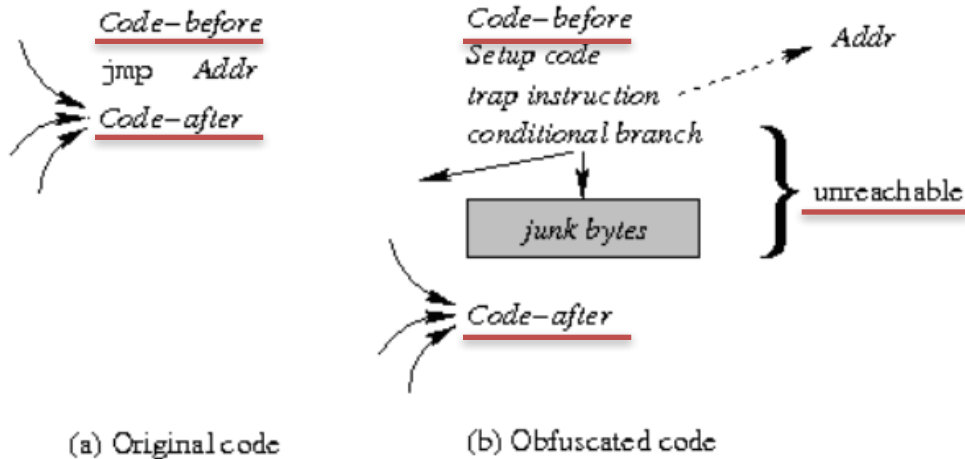 Code-before
jmp Addr
Code-after
(a) Original code
Code-before
Setup code
trap instruction
conditional branch
junk bytes
Code-after
Addr
unreachable
(b) Obfuscated code